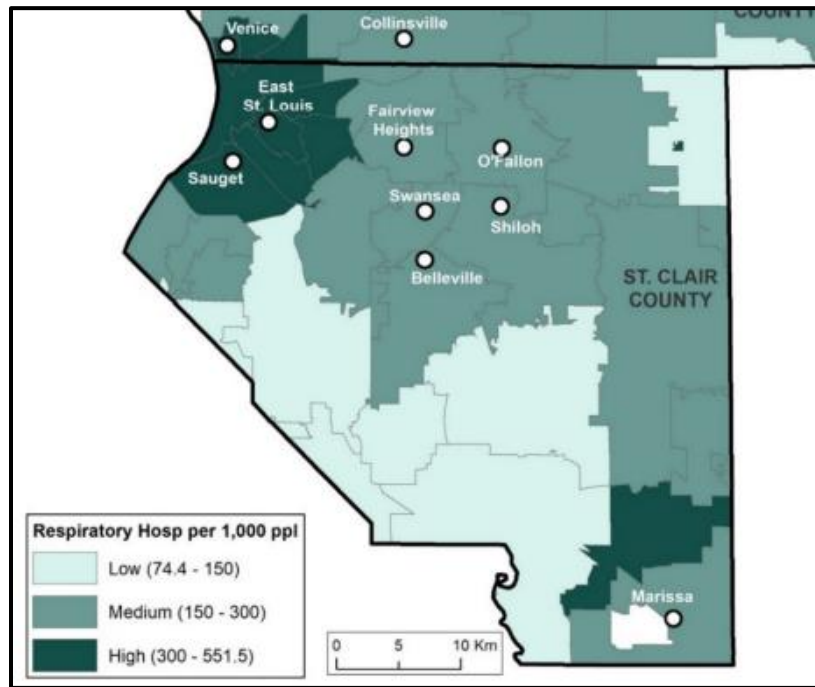 COUNTY
Venice
Collinsville
East
St. Louis
Fairview
Heights
O'Fallon
Sauget
Swansea
Shiloh
Belleville
ST. CLAIR
COUNTY
Respiratory Hosp per 1,000 ppl
Low (74.4 - 150)
Medium (150 - 300)
High (300 - 551.5)
Marissa
0 5 10 Km